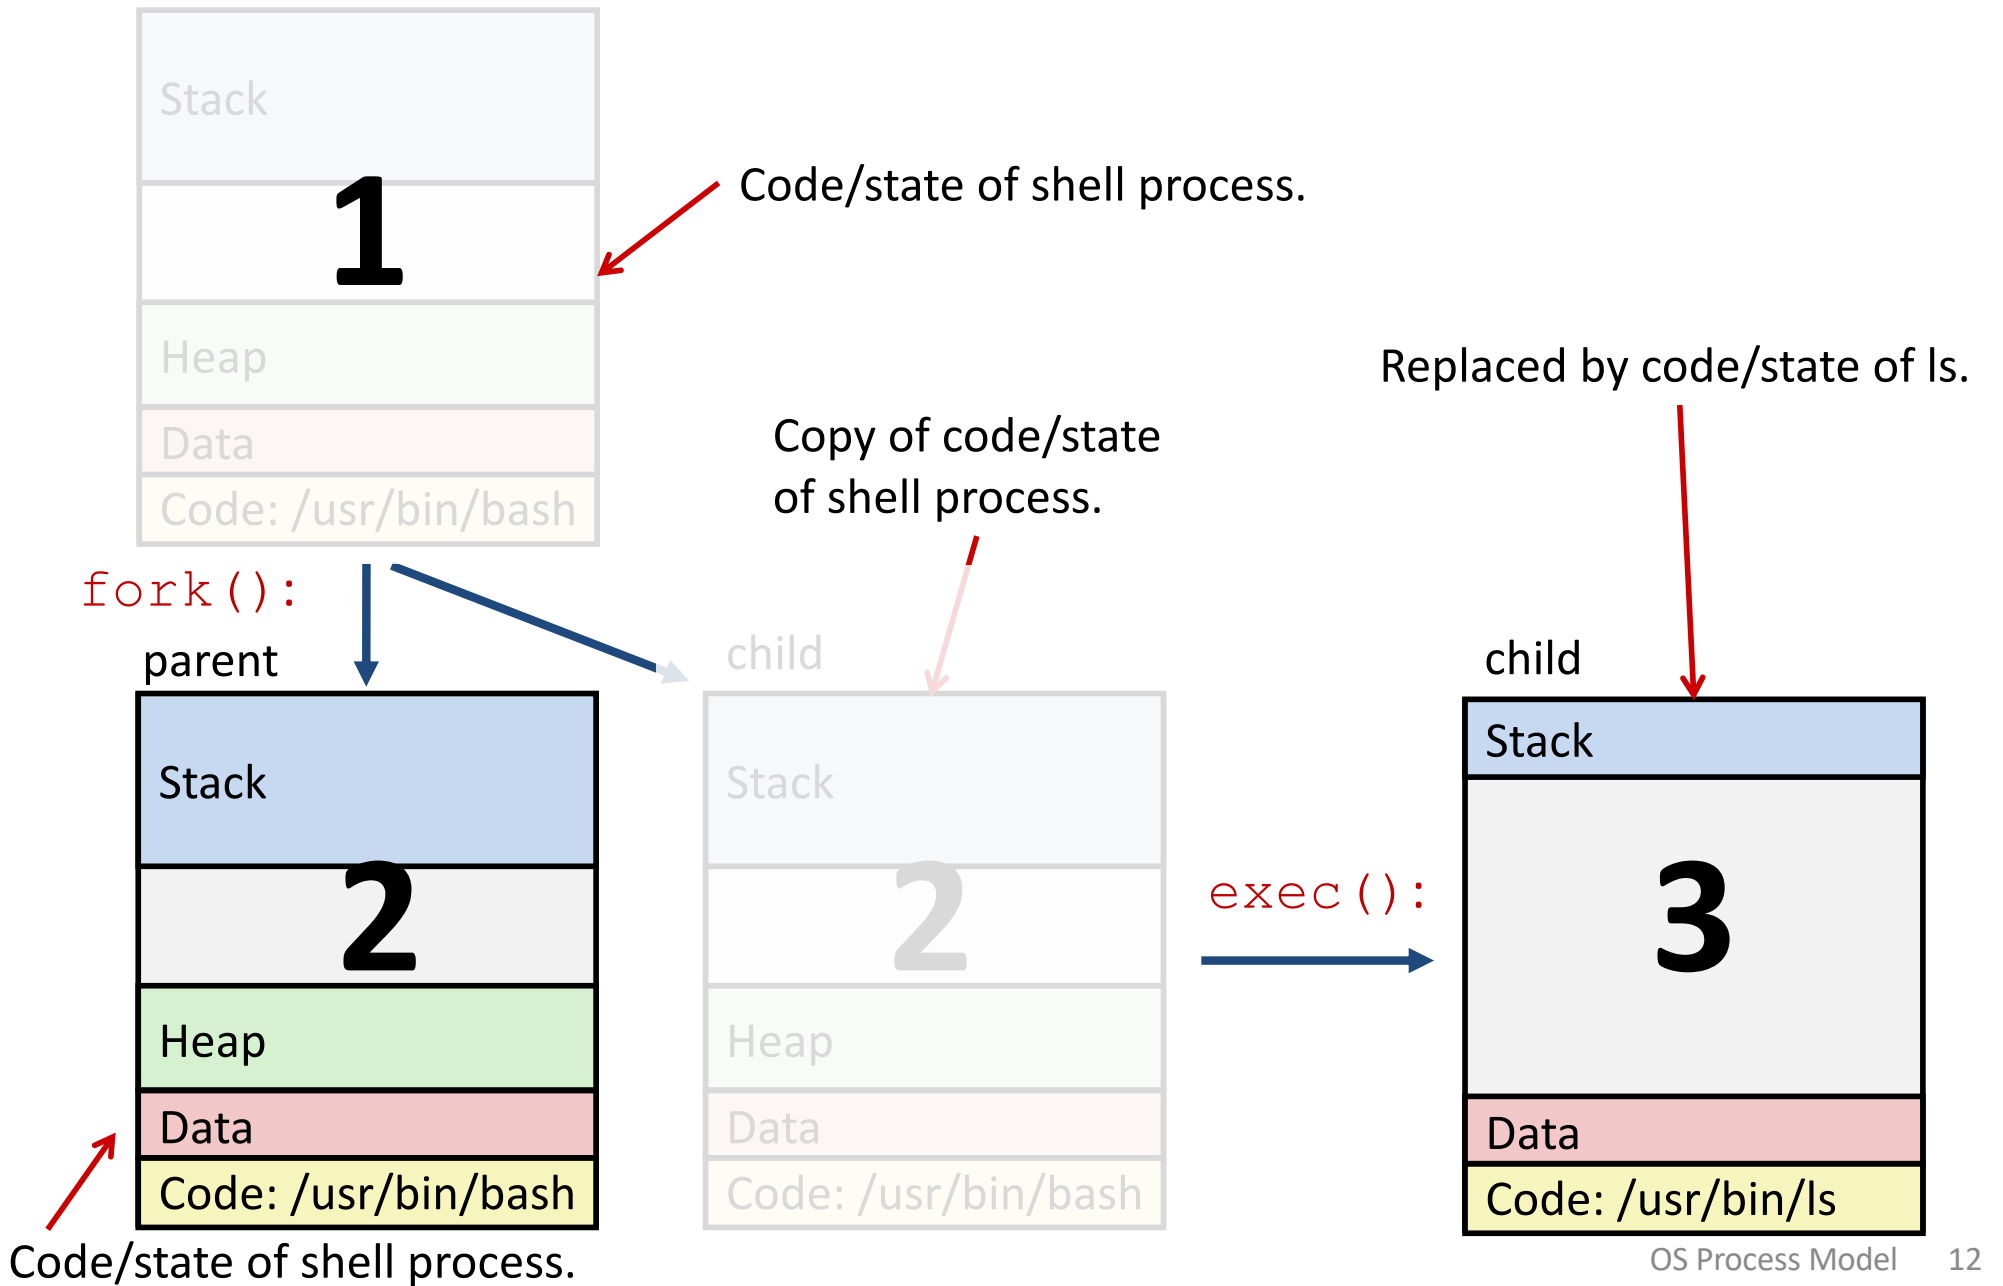 Stack
1
Code/state of shell process.
Heap
Data
Code: /usr/bin/bash
Replaced by code/state of ls.
Copy of code/state
of shell process.
fork():
parent
child
child
Stack
2
Heap
Data
Code: /usr/bin/bash
Code/state of shell process.
Stack
2
Heap
Data
Code: /usr/bin/bash
exec():
Stack
3
Data
Code: /usr/bin/ls
OS Process Model 12